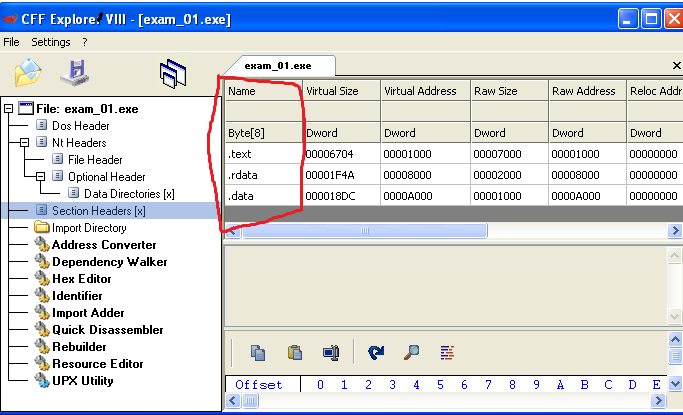 CFF Explorer VIII - [exam_01.exe]
File Settings ?
exam_01.exe
File: exam_01.exe
Dos Header
Nt Headers
File Header
Optional Header
Data Directories [x]
Section Headers [x]
Import Directory
Address Converter
Dependency Walker
Hex Editor
Identifier
Import Adder
Quick Disassembler
Rebuilder
Resource Editor
UPX Utility
Name Virtual Size Virtual Address Raw Size Raw Address Reloc Addr
Byte[8] Dword Dword Dword Dword Dword
.text 00006704 00001000 00007000 00001000 00000000
.rdata 00001F4A 00008000 00002000 00008000 00000000
.data 000018DC 0000A000 00001000 0000A000 00000000
Offset 0 1 2 3 4 5 6 7 8 9 A B C D E